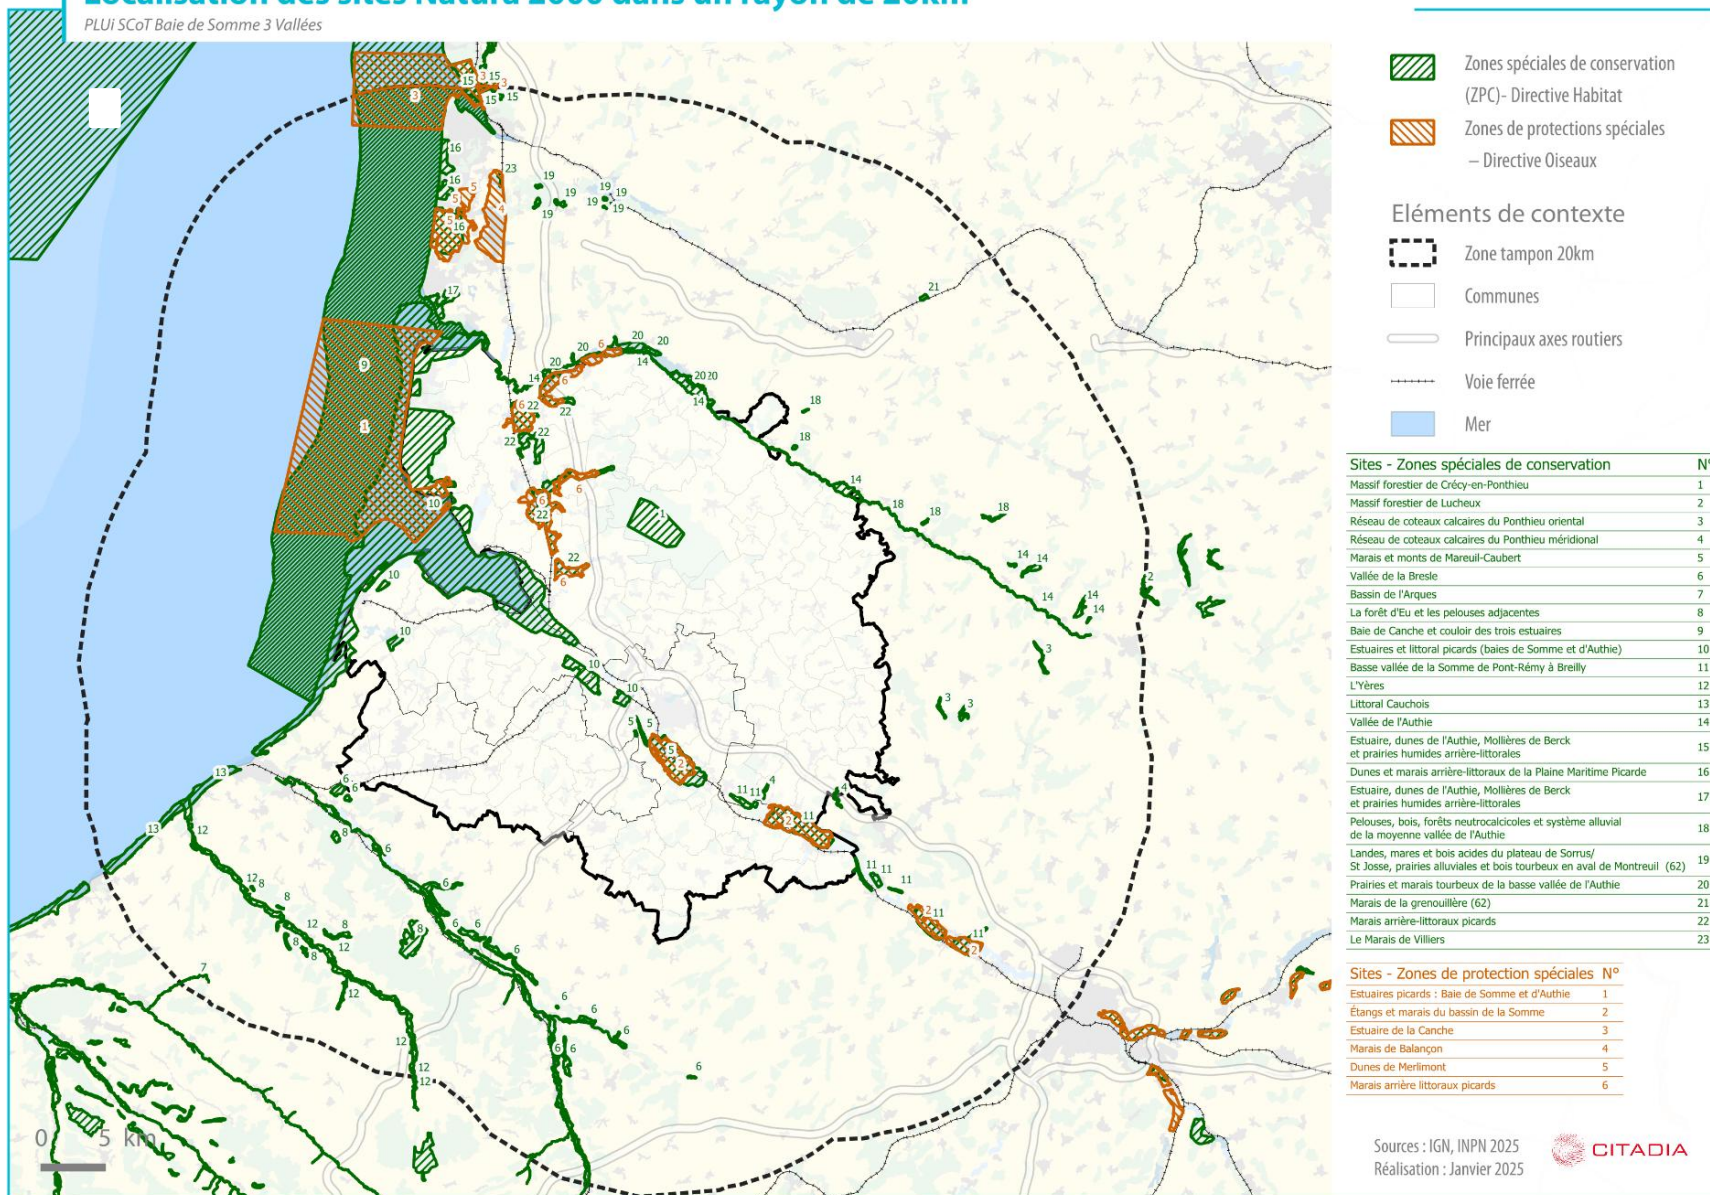 Localisation des sites Natura 2000 dans un rayon de 20km
PLUi SCoT Baie de Somme 3 Vallées
Zones spéciales de conservation
(ZPC)- Directive Habitat
Zones de protections spéciales
– Directive Oiseaux
Eléments de contexte
Zone tampon 20km
Communes
Principaux axes routiers
Voie ferrée
Mer
Sites - Zones spéciales de conservation N°
Massif forestier de Crécy-en-Ponthieu 1
Massif forestier de Lucheux 2
Réseau de coteaux calcaires du Ponthieu oriental 3
Réseau de coteaux calcaires du Ponthieu méridional 4
Marais et monts de Mareuil-Caubert 5
Vallée de la Bresle 6
Bassin de l'Arques 7
La forêt d'Eu et les pelouses adjacentes 8
Baie de Canche et couloir des trois estuaires 9
Estuaires et littoral picards (baies de Somme et d'Authie) 10
Basse vallée de la Somme de Pont-Rémy à Breilly 11
L'Yères 12
Littoral Cauchois 13
Vallée de l'Authie 14
Estuaire, dunes de l'Authie, Mollières de Berck
et prairies humides arrière-littorales 15
Dunes et marais arrière-littoraux de la Plaine Maritime Picarde 16
Estuaire, dunes de l'Authie, Mollières de Berck
et prairies humides arrière-littorales 17
Pelouses, bois, forêts neutrocalcicoles et système alluvial
de la moyenne vallée de l'Authie 18
Landes, mares et bois acides du plateau de Sorrus/
St Josse, prairies alluviales et bois tourbeux en aval de Montreuil (62) 19
Prairies et marais tourbeux de la basse vallée de l'Authie 20
Marais de la grenouillère (62) 21
Marais arrière-littoraux picards 22
Le Marais de Villiers 23
Sites - Zones de protection spéciales N°
Estuaires picards : Baie de Somme et d'Authie 1
Étangs et marais du bassin de la Somme 2
Estuaire de la Canche 3
Marais de Balançon 4
Dunes de Merlimont 5
Marais arrière littoraux picards 6
0 5 km
Sources : IGN, INPN 2025
Réalisation : Janvier 2025
CITADIA